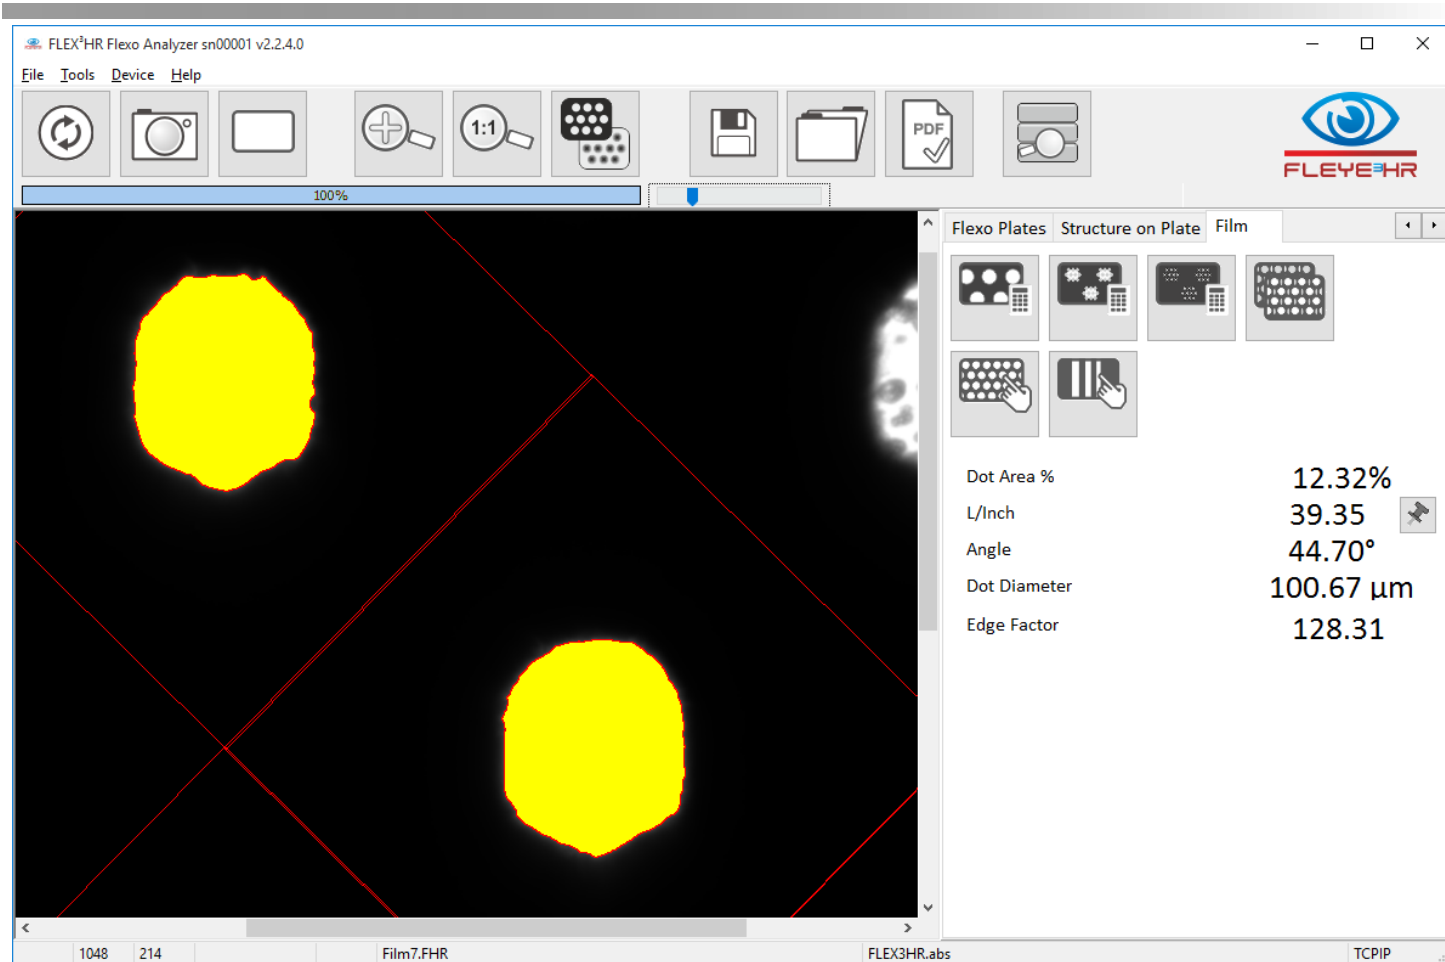 FLEX³HR Flexo Analyzer sn00001 v2.2.4.0
File Tools Device Help
1:1
PDF
FLEYE³HR
100%
Flexo Plates Structure on Plate Film
Dot Area % 12.32%
L/Inch 39.35
Angle 44.70°
Dot Diameter 100.67 µm
Edge Factor 128.31
1048 214 Film7.FHR FLEX3HR.abs TCPIP